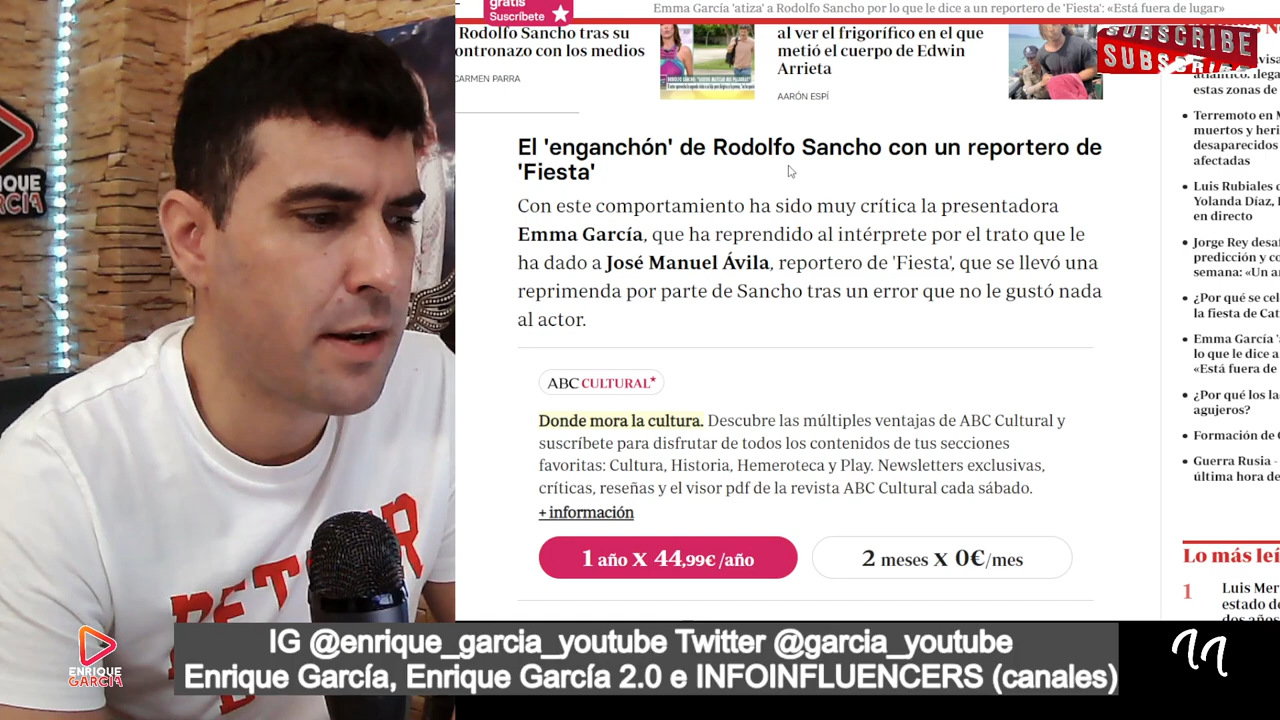 gratis
Suscríbete
Emma García 'atiza' a Rodolfo Sancho por lo que le dice a un reportero de 'Fiesta': «Está fuera de lugar»
Rodolfo Sancho tras su
ontronazo con los medios
CARMEN PARRA
al ver el frigorífico en el que
metió el cuerpo de Edwin
Arrieta
AARÓN ESPÍ
SUBSCRIBE
El 'enganchón' de Rodolfo Sancho con un reportero de
'Fiesta'
Con este comportamiento ha sido muy crítica la presentadora
Emma García, que ha reprendido al intérprete por el trato que le
ha dado a José Manuel Ávila, reportero de 'Fiesta', que se llevó una
reprimenda por parte de Sancho tras un error que no le gustó nada
al actor.
ABC CULTURAL*
Donde mora la cultura. Descubre las múltiples ventajas de ABC Cultural y
suscríbete para disfrutar de todos los contenidos de tus secciones
favoritas: Cultura, Historia, Hemeroteca y Play. Newsletters exclusivas,
críticas, reseñas y el visor pdf de la revista ABC Cultural cada sábado.
+ información
1 año x 44,99€ /año
2 meses x 0€/mes
estas zonas de
Terremoto en
muertos y heri
desaparecidos
afectadas
Luis Rubiales
Yolanda Díaz,
en directo
Jorge Rey desa
predicción y co
semana: «Un a
¿Por qué se cel
la fiesta de Cat
Emma García 'a
lo que le dice a
«Está fuera de
¿Por qué los la
agujeros?
Formación de
Guerra Rusia -
última hora de
Lo más leí
1
Luis Mer
estado de
dos años
IG @enrique_garcia_youtube Twitter @garcia_youtube
Enrique García, Enrique García 2.0 e INFONFLUENCERS (canales)
ENRIQUE
GARCÍA